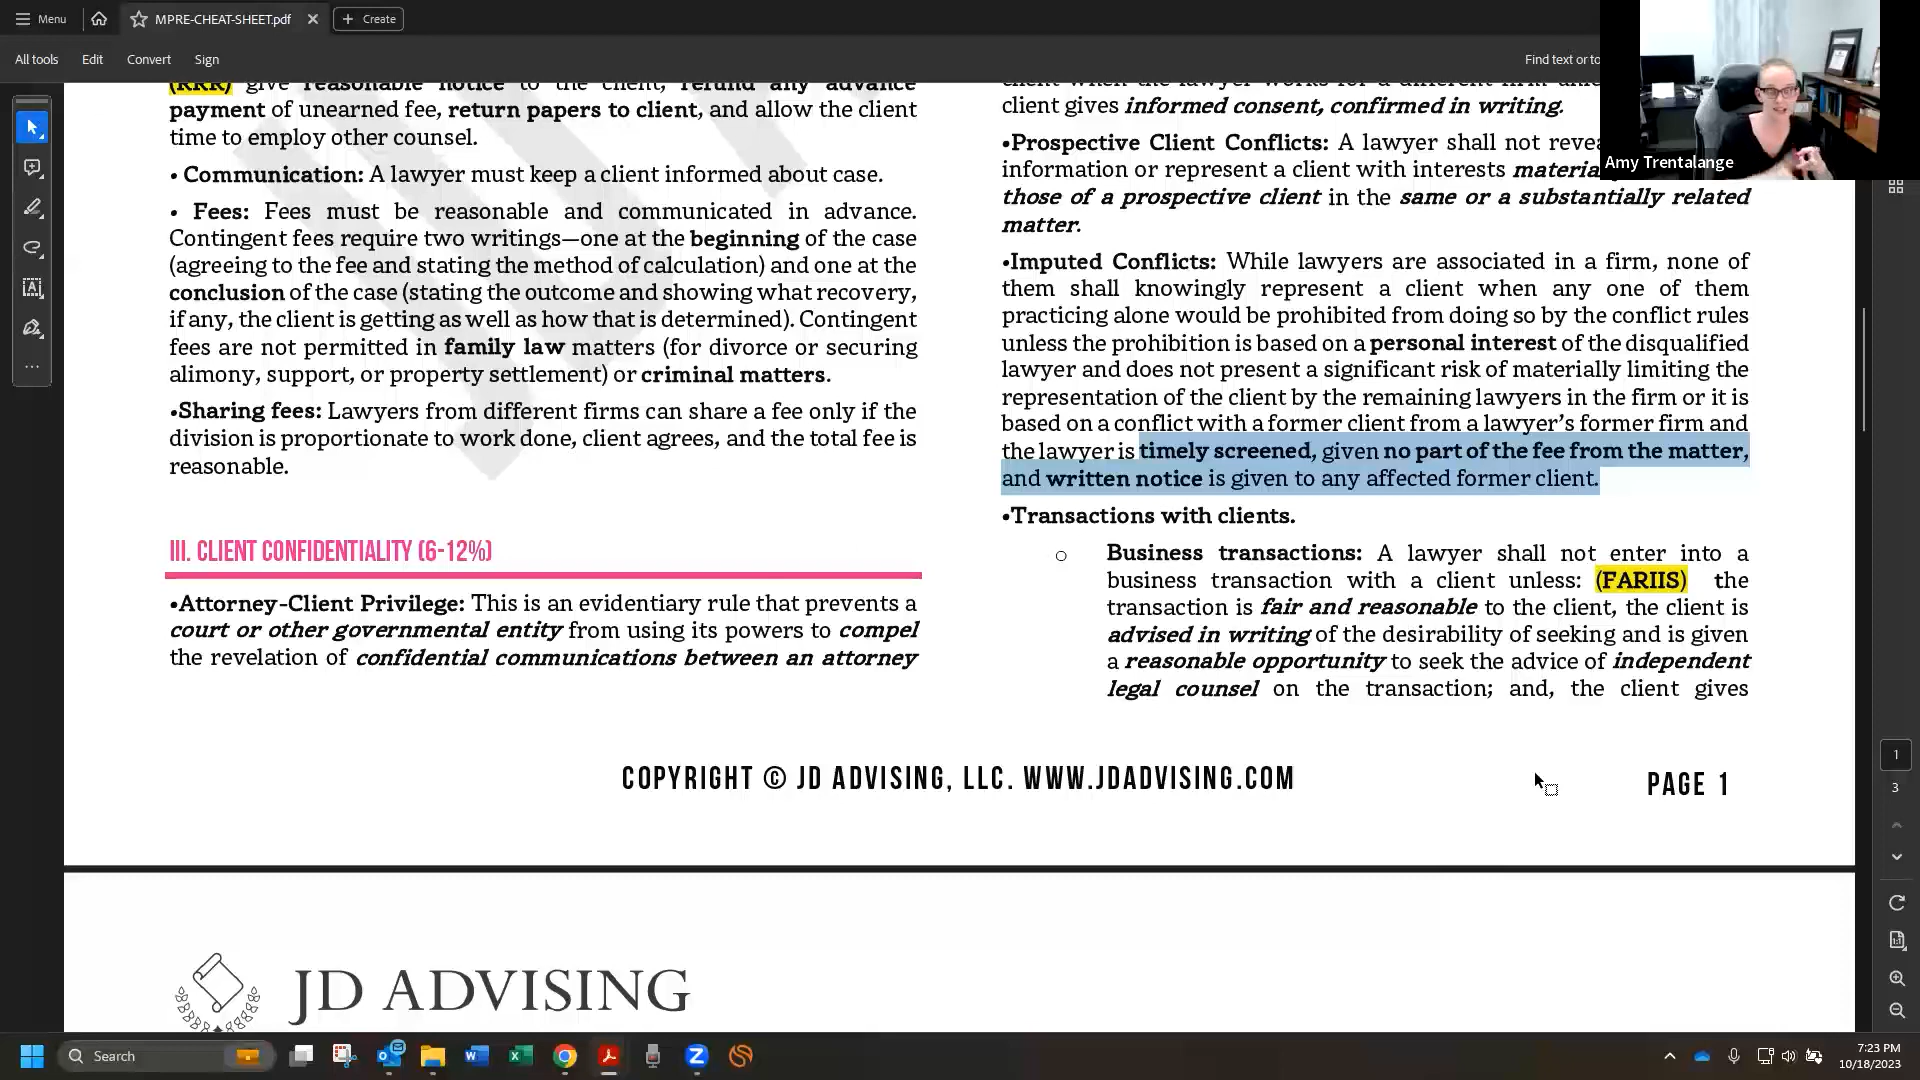 Menu
MPRE-CHEAT-SHEET.pdf
Create
All tools
Edit
Convert
Sign
Find text or to
Amy Trentalange
(RRR) give reasonable notice to the client, refund any advance
payment of unearned fee, return papers to client, and allow the client
time to employ other counsel.
• Communication: A lawyer must keep a client informed about case.
• Fees: Fees must be reasonable and communicated in advance.
Contingent fees require two writings—one at the beginning of the case
(agreeing to the fee and stating the method of calculation) and one at the
conclusion of the case (stating the outcome and showing what recovery,
if any, the client is getting as well as how that is determined). Contingent
fees are not permitted in family law matters (for divorce or securing
alimony, support, or property settlement) or criminal matters.
•Sharing fees: Lawyers from different firms can share a fee only if the
division is proportionate to work done, client agrees, and the total fee is
reasonable.
III. CLIENT CONFIDENTIALITY (6-12%)
•Attorney-Client Privilege: This is an evidentiary rule that prevents a
court or other governmental entity from using its powers to compel
the revelation of confidential communications between an attorney
client when the lawyer works for a different firm
client gives informed consent, confirmed in writing.
•Prospective Client Conflicts: A lawyer shall not
information or represent a client with interests
those of a prospective client in the same or a substantially related
matter.
•Imputed Conflicts: While lawyers are associated in a firm, none of
them shall knowingly represent a client when any one of them
practicing alone would be prohibited from doing so by the conflict rules
unless the prohibition is based on a personal interest of the disqualified
lawyer and does not present a significant risk of materially limiting the
representation of the client by the remaining lawyers in the firm or it is
based on a conflict with a former client from a lawyer's former firm and
the lawyer is timely screened, given no part of the fee from the matter,
and written notice is given to any affected former client.
•Transactions with clients.
○ Business transactions: A lawyer shall not enter into a
business transaction with a client unless: (FARIIS) the
transaction is fair and reasonable to the client, the client is
advised in writing of the desirability of seeking and is given
a reasonable opportunity to seek the advice of independent
legal counsel on the transaction; and, the client gives
COPYRIGHT © JD ADVISING, LLC. WWW.JDADVISING.COM
PAGE 1
1
3
JD ADVISING
Search
7:23 PM
10/18/2023